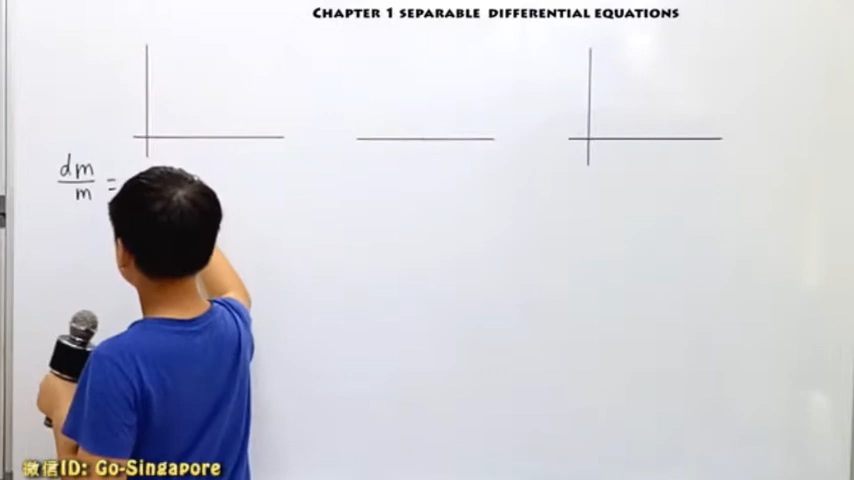 CHAPTER 1 SEPARABLE DIFFERENTIAL EQUATIONS
dm
m =
微信ID: Go-Singapore